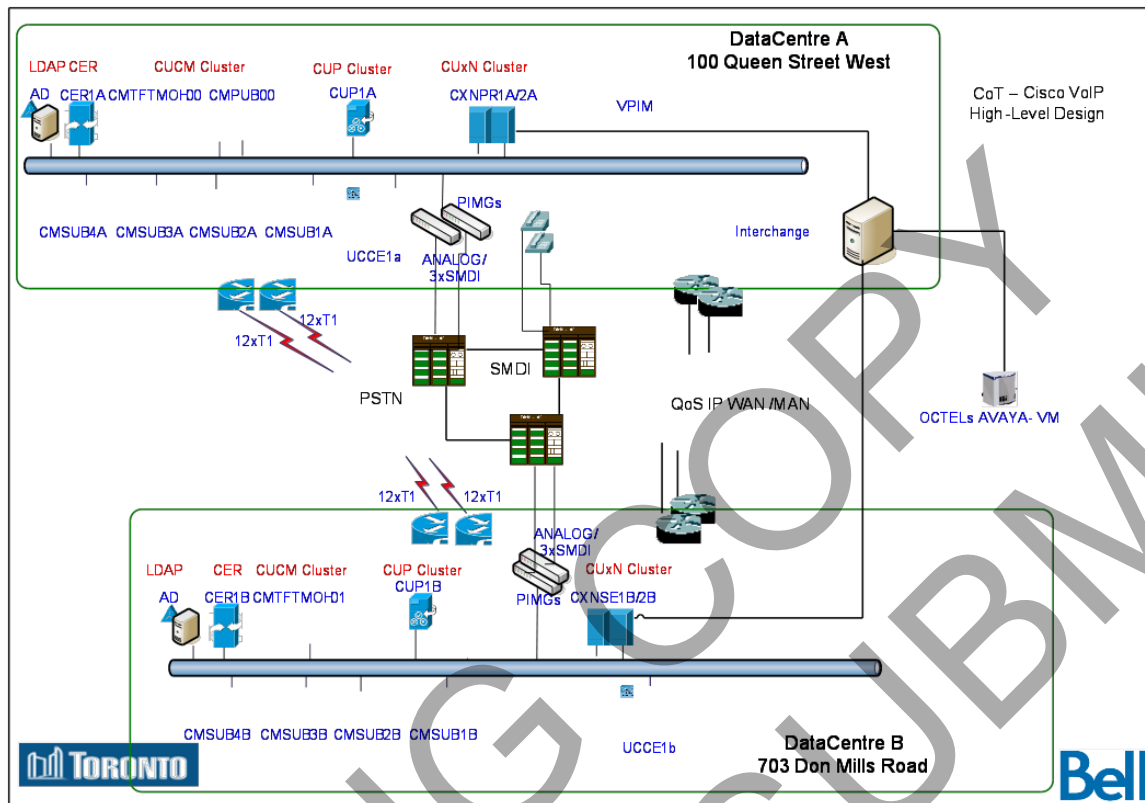 DataCentre A
100 Queen Street West
CoT – Cisco VoIP
High-Level Design
LDAP CER
CUCM Cluster
CUP Cluster
CUxN Cluster
AD
CER1A
CMTFTMOH00
CMPUB00
CUP1A
CXNPR1A/2A
VPIM
CMSUB4A
CMSUB3A
CMSUB2A
CMSUB1A
UCCE1a
PIMGs
ANALOG/
3xSMDI
Interchange
12xT1
12xT1
SMDI
PSTN
QoS IP WAN /MAN
OCTELs AVAYA- VM
12xT1
12xT1
ANALOG/
3xSMDI
PIMGs
LDAP
CER
CUCM Cluster
CUP Cluster
CUxN Cluster
AD
CER1B
CMTFTMOH01
CUP1B
CXNSE1B/2B
CMSUB4B
CMSUB3B
CMSUB2B
CMSUB1B
UCCE1b
DataCentre B
703 Don Mills Road
TORONTO
Bell
COPY